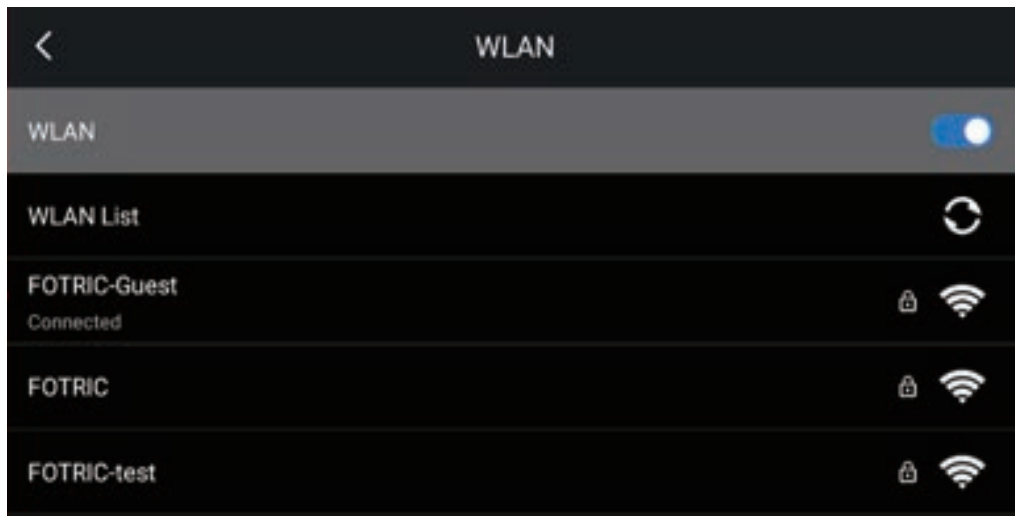 WLAN
WLAN
WLAN List
FOTRIC-Guest
Connected
FOTRIC
FOTRIC-test